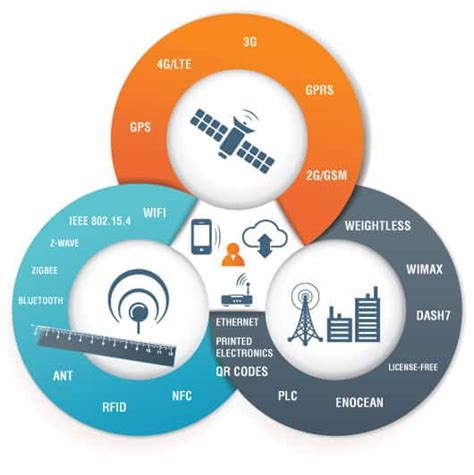 3G
4G/LTE
GPRS
GPS
2G/GSM
WIFI
IEEE 802.15.4
Z-WAVE
ZIGBEE
BLUETOOTH
ANT
RFID
NFC
ETHERNET
PRINTED
ELECTRONICS
QR CODES
WEIGHTLESS
WIMAX
DASH7
LICENSE-FREE
ENOCEAN
PLC